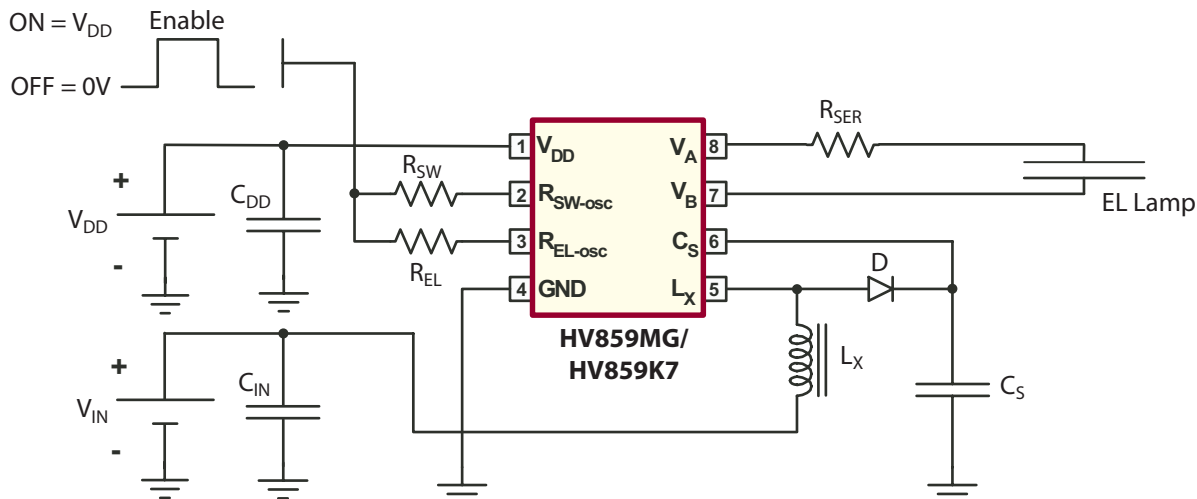 ON = VDD
Enable
OFF = 0V
RSER
1 VDD
VA 8
RSW
+
CDD
2 RSW-osc
VB 7
VDD
EL Lamp
3 REL-osc
CS 6
-
REL
D
4 GND
LX 5
HV859MG/
HV859K7
+
LX
CIN
CS
VIN
-